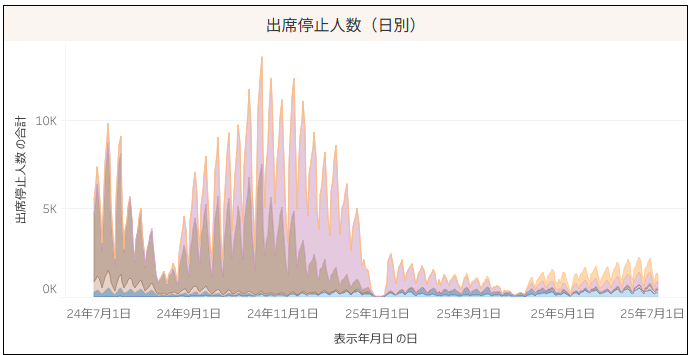 出席停止人数（日別）
出席停止人数 の合計
10K
5K
0K
24年7月1日
24年9月1日
24年11月1日
25年1月1日
25年3月1日
25年5月1日
25年7月1日
表示年月日 の日